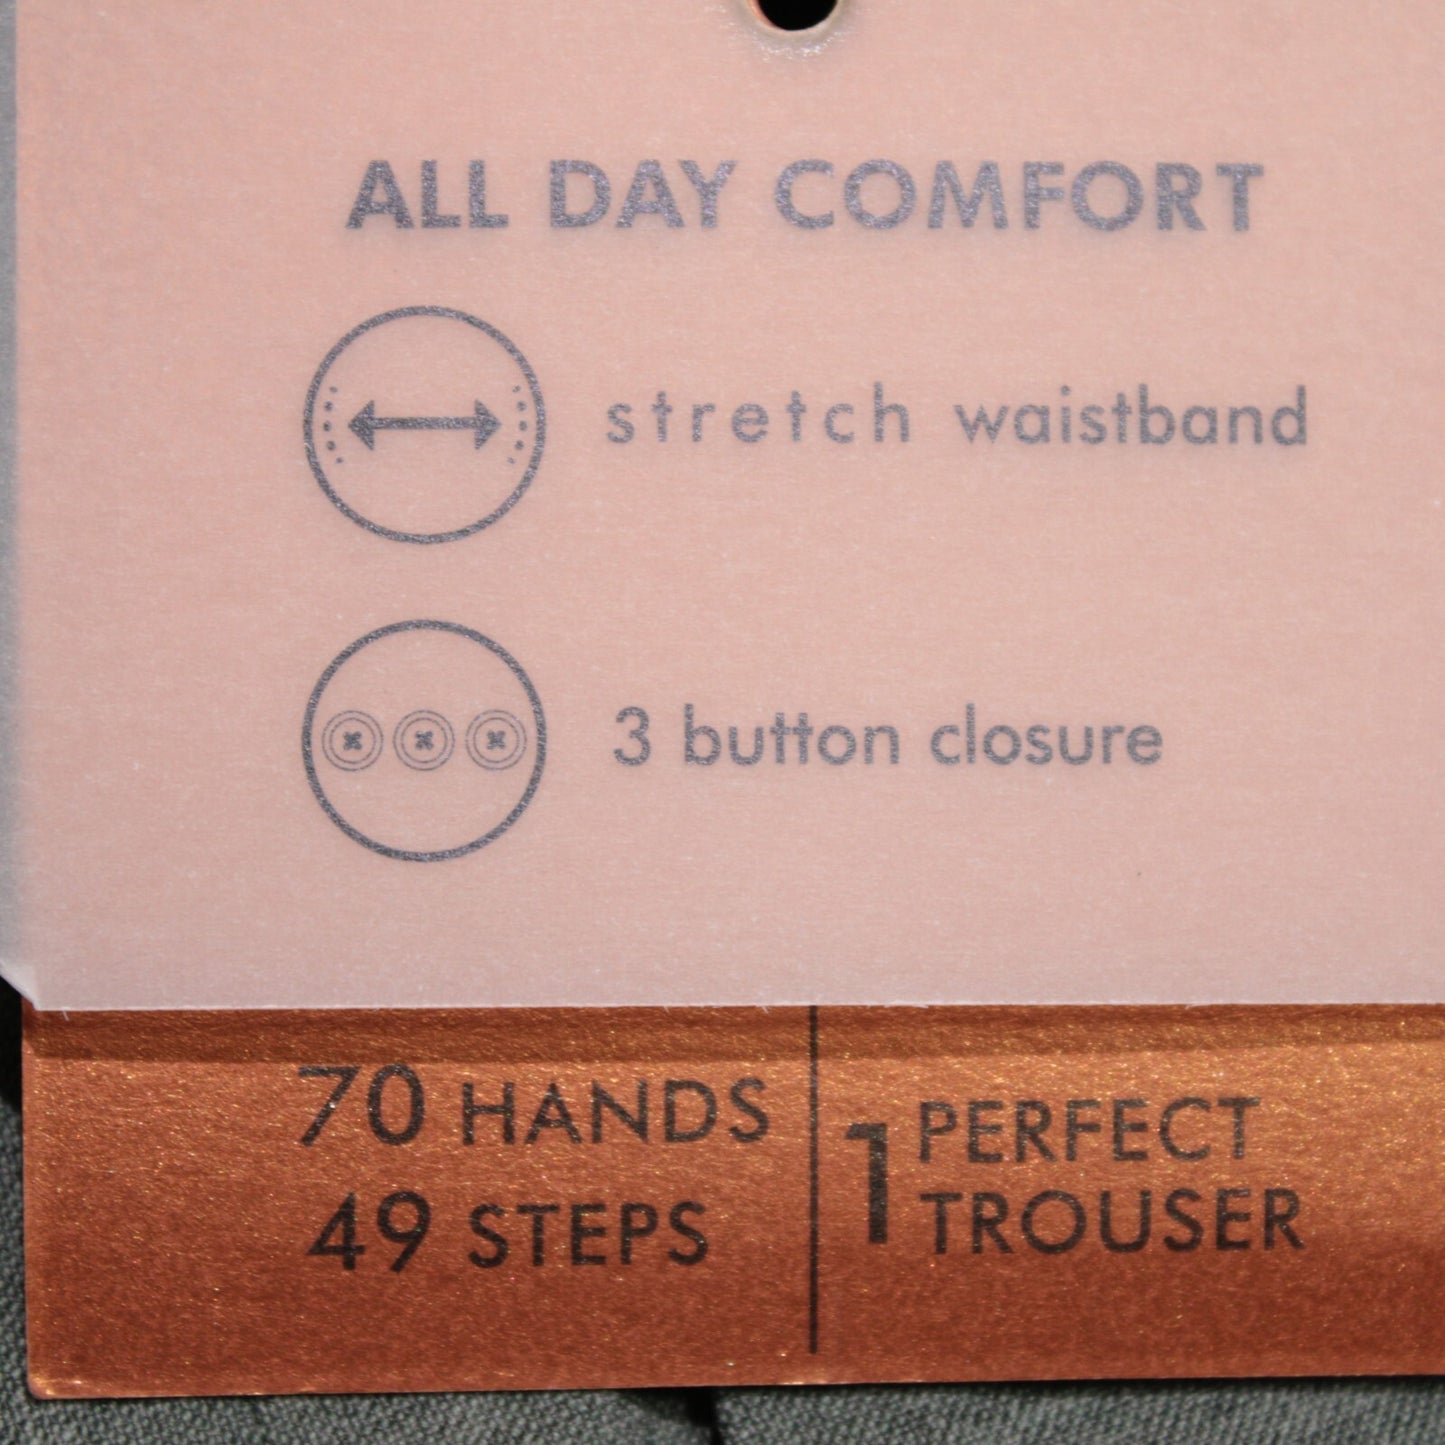 ALL DAY COMFORT
stretch waistband
3 button closure
70 HANDS
49 STEPS
1 PERFECT
TROUSER